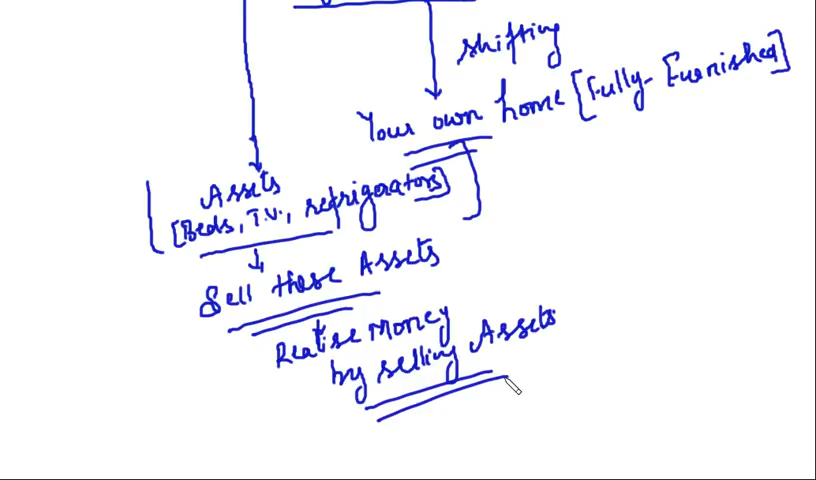 shifting
Your own home [Fully-Furnished]
Assets
[Beds, T.V., refrigerators]
Sell these Assets
Realise Money
by selling Assets